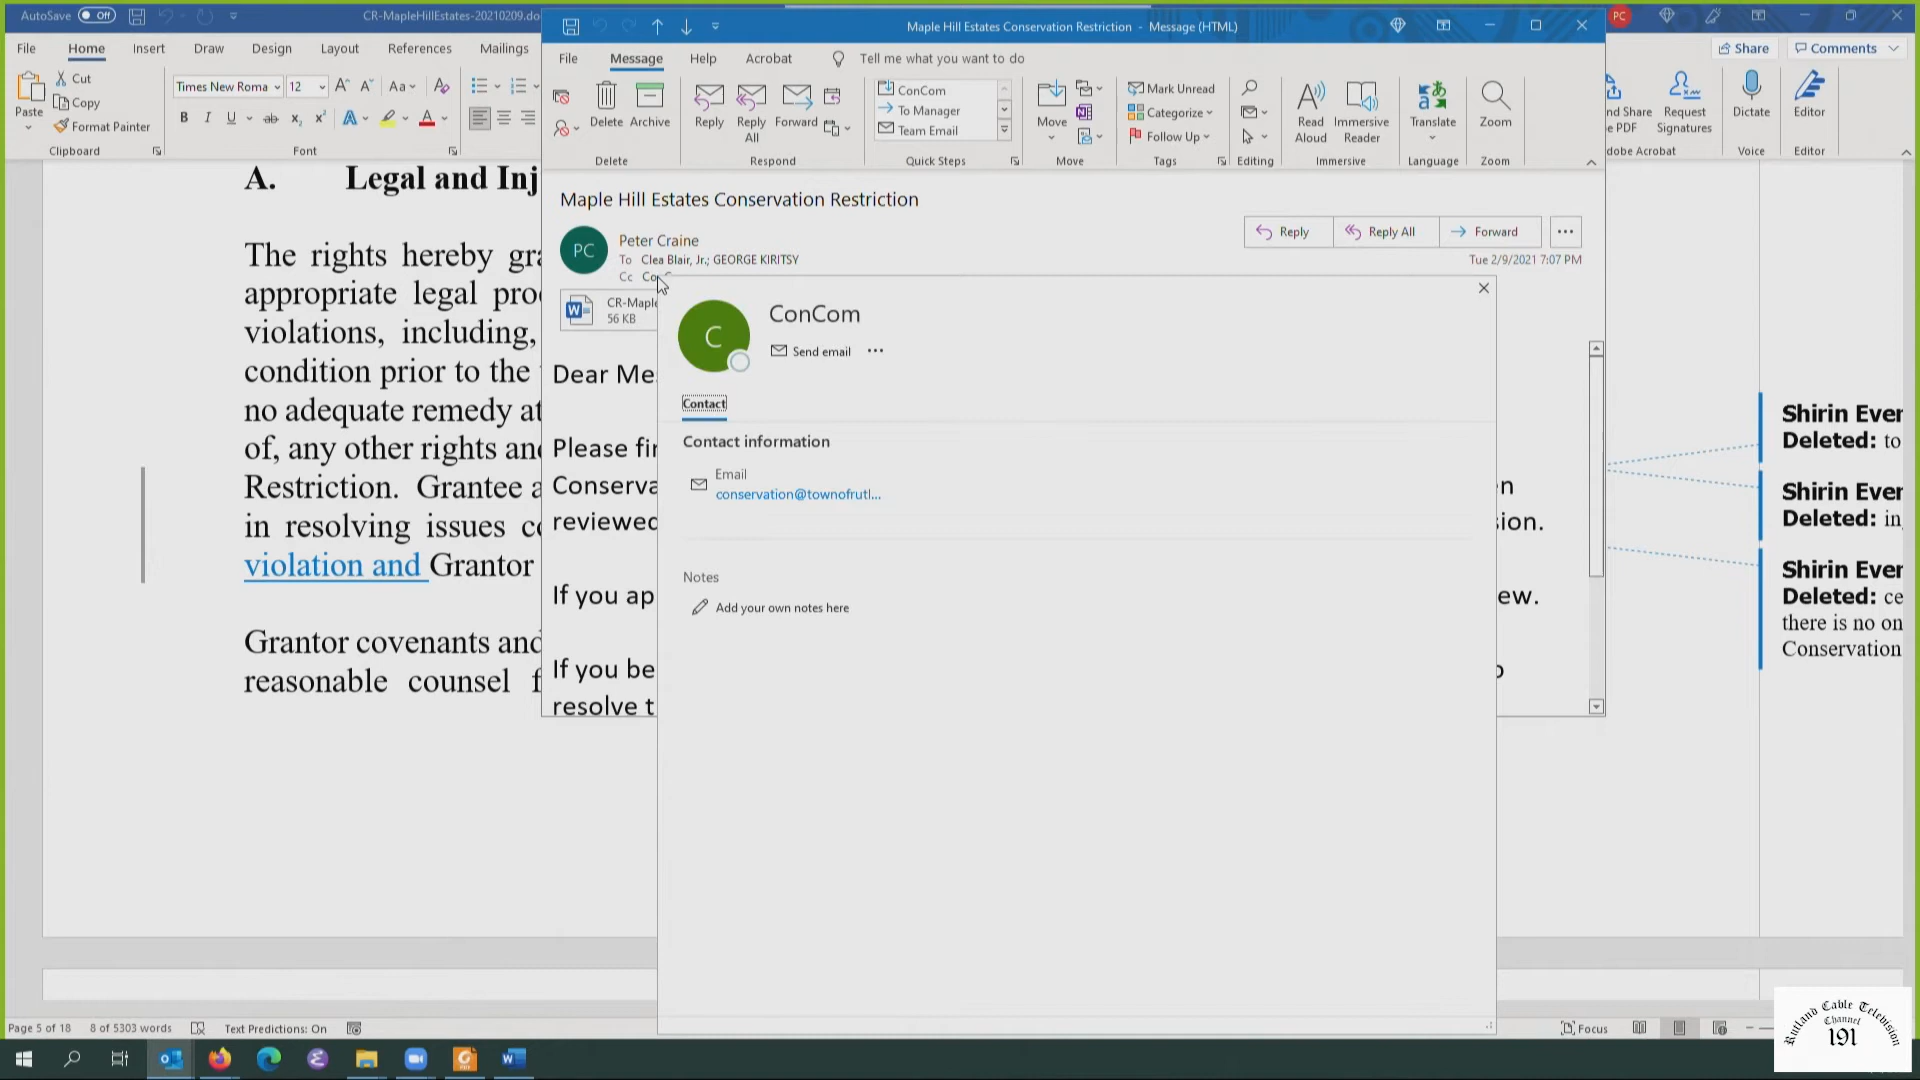 AutoSave Off
CR-MapleHillEstates-20210209.do
Maple Hill Estates Conservation Restriction - Message (HTML)
PC
File Home Insert Draw Design Layout References Mailings
File Message Help Acrobat Tell me what you want to do
Share Comments
Paste
Cut
Copy
Format Painter
Clipboard
Times New Roma 12
Font
Delete Archive
Delete
Reply
Reply All
Forward
Respond
ConCom
To Manager
Team Email
Quick Steps
Move
Move
Mark Unread
Categorize
Follow Up
Tags
Editing
Read Aloud
Immersive Reader
Immersive
Translate
Language
Zoom
Zoom
nd Share
e PDF
Request Signatures
dobe Acrobat
Dictate
Voice
Editor
Editor
A. Legal and Inj
The rights hereby gra
appropriate legal pro
violations, including,
condition prior to the
no adequate remedy at
of, any other rights and
Restriction. Grantee a
in resolving issues co
violation and Grantor
Grantor covenants and
reasonable counsel f
Maple Hill Estates Conservation Restriction
PC
Peter Craine
To Clea Blair, Jr.; GEORGE KIRITSY
Cc
Reply Reply All Forward
Tue 2/9/2021 7:07 PM
CR-Maple
56 KB
Dear Me
Please fir
Conserva
n
reviewed
sion.
If you ap
ew.
If you be
resolve t
C
ConCom
Send email
Contact
Contact information
Email
conservation@townofrutl...
Notes
Add your own notes here
Shirin Ever
Deleted: to
Shirin Ever
Deleted: in
Shirin Ever
Deleted: ce
there is no on
Conservation
Page 5 of 18 8 of 5303 words Text Predictions: On
Focus
Rutland Cable Television
Channel
191